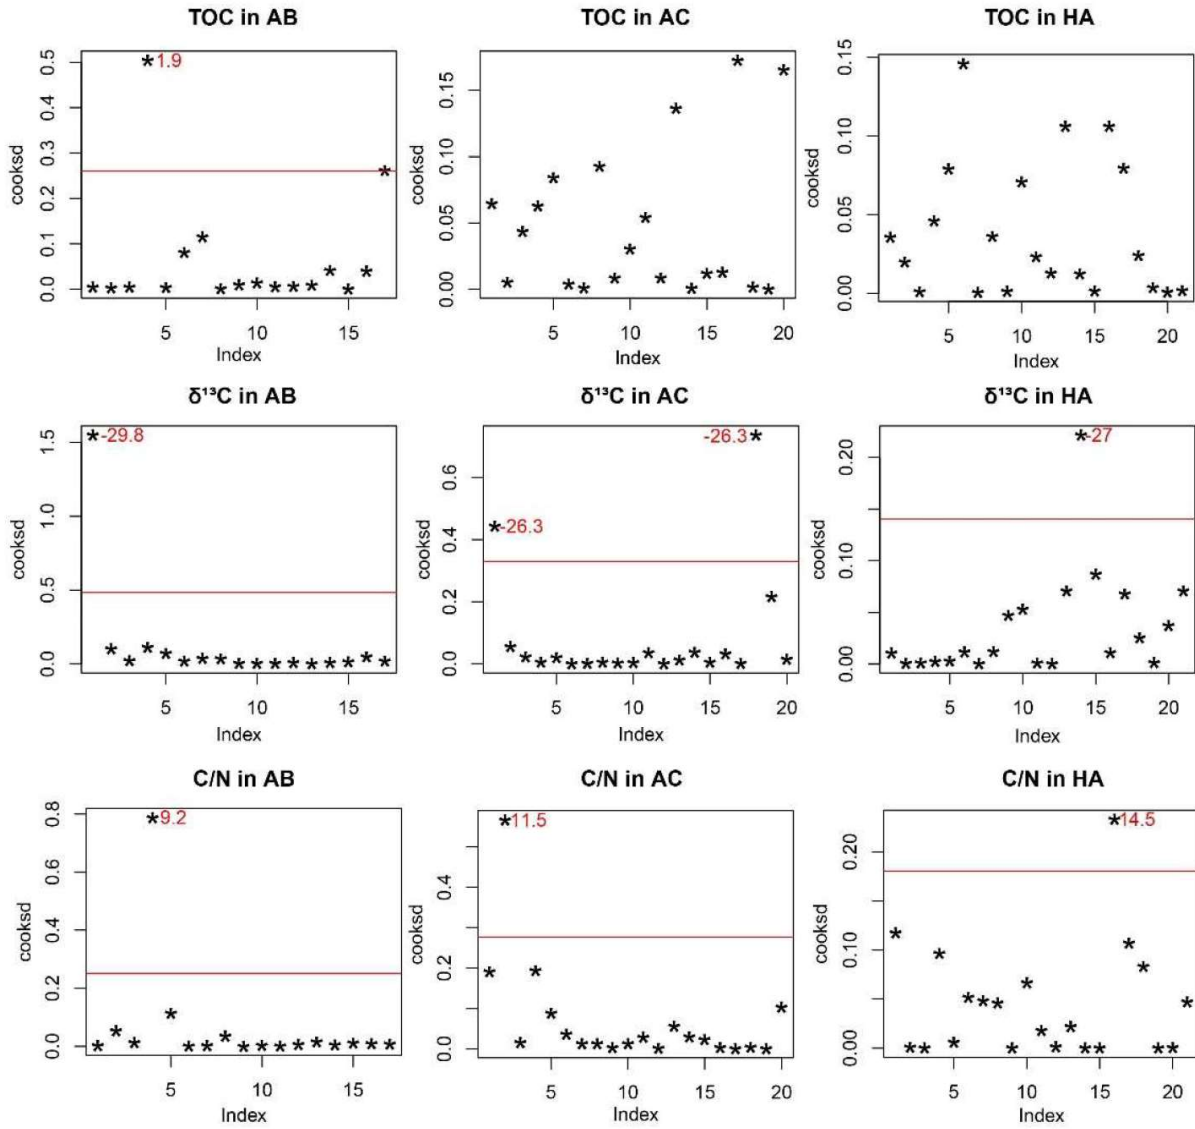 TOC in AB
TOC in AC
TOC in HA
cooksd
0.0 0.1 0.2 0.3 0.4 0.5
*1.9
5 10 15
Index
cooksd
0.00 0.05 0.10 0.15
5 10 15 20
Index
cooksd
0.00 0.05 0.10 0.15
5 10 15 20
Index
δ¹³C in AB
δ¹³C in AC
δ¹³C in HA
cooksd
0.0 0.5 1.0 1.5
*-29.8
5 10 15
Index
cooksd
0.0 0.2 0.4 0.6
-26.3*
*-26.3
5 10 15 20
Index
cooksd
0.00 0.10 0.20
*-27
5 10 15 20
Index
C/N in AB
C/N in AC
C/N in HA
cooksd
0.0 0.2 0.4 0.6 0.8
*9.2
5 10 15
Index
cooksd
0.0 0.2 0.4
*11.5
5 10 15 20
Index
cooksd
0.00 0.10 0.20
*14.5
5 10 15 20
Index